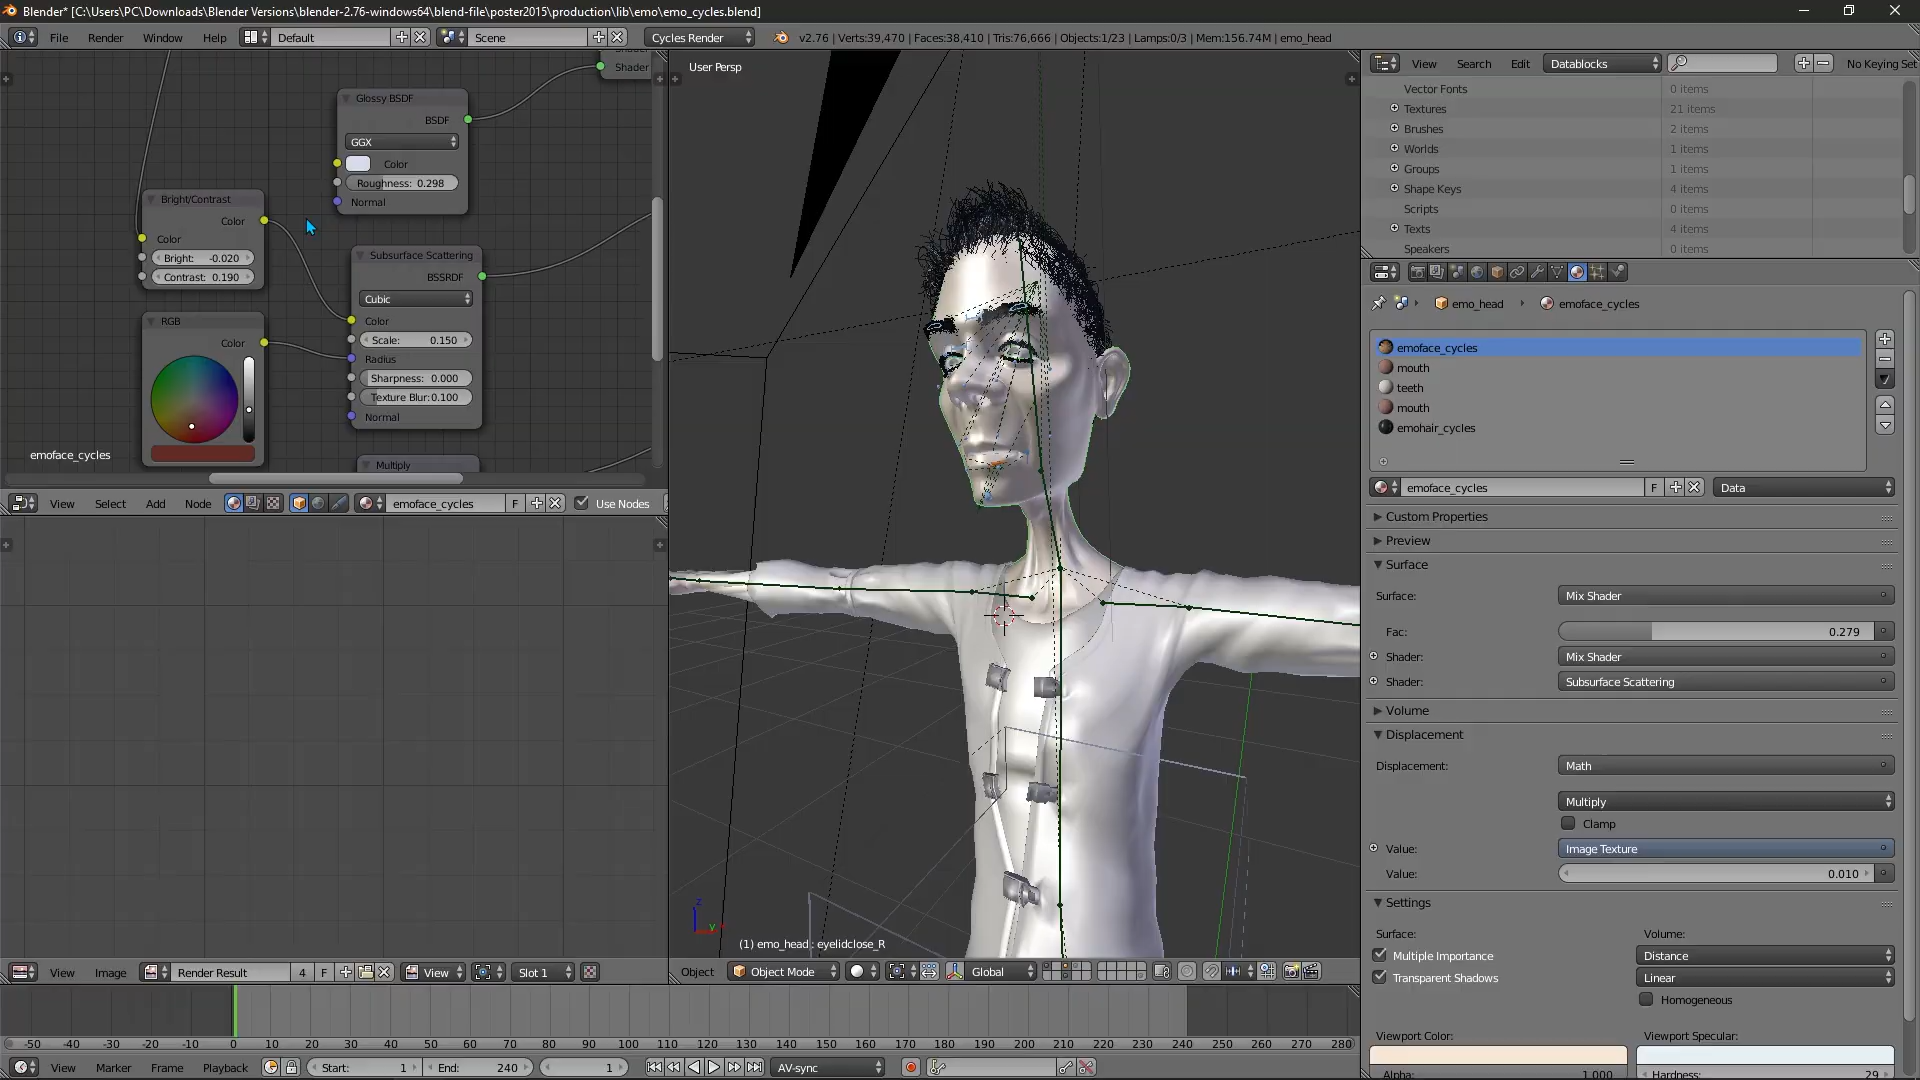 Blender* [C:\Users\PC\Downloads\Blender Versions\blender-2.76-windows64\blend-file\poster2015\production\lib\emo\emo_cycles.blend]
File Render Window Help Default Scene Cycles Render v2.76 | Verts:39,470 | Faces:38,410 | Tris:76,666 | Objects:1/23 | Lamps:0/3 | Mem:156.74M | emo_head
Shader
Glossy BSDF
BSDF
GGX
Color
Roughness: 0.298
Normal
Bright/Contrast
Color
Color
Bright: -0.020
Contrast: 0.190
Subsurface Scattering
BSSRDF
Cubic
Color
Scale: 0.150
Radius
Sharpness: 0.000
Texture Blur: 0.100
Normal
RGB
Color
Multiply
emoface_cycles
View Select Add Node emoface_cycles F Use Nodes
View Image Render Result 4 F View Slot 1
User Persp
z
y
(1) emo_head : eyelidclose_R
Object Object Mode Global
View Search Edit Datablocks No Keying Set
Vector Fonts 0 items
Textures 21 items
Brushes 2 items
Worlds 1 items
Groups 1 items
Shape Keys 4 items
Scripts 0 items
Texts 4 items
Speakers 0 items
emo_head emoface_cycles
emoface_cycles
mouth
teeth
mouth
emohair_cycles
emoface_cycles F Data
Custom Properties
Preview
Surface
Surface: Mix Shader
Fac: 0.279
Shader: Mix Shader
Shader: Subsurface Scattering
Volume
Displacement
Displacement: Math
Multiply
Clamp
Value: Image Texture
Value: 0.010
Settings
Surface: Volume:
Multiple Importance Distance
Transparent Shadows Linear
Homogeneous
Viewport Color: Viewport Specular:
Alpha: 1.000 Hardness: 29
-50 -40 -30 -20 -10 0 10 20 30 40 50 60 70 80 90 100 110 120 130 140 150 160 170 180 190 200 210 220 230 240 250 260 270 280
View Marker Frame Playback Start: 1 End: 240 1 AV-sync